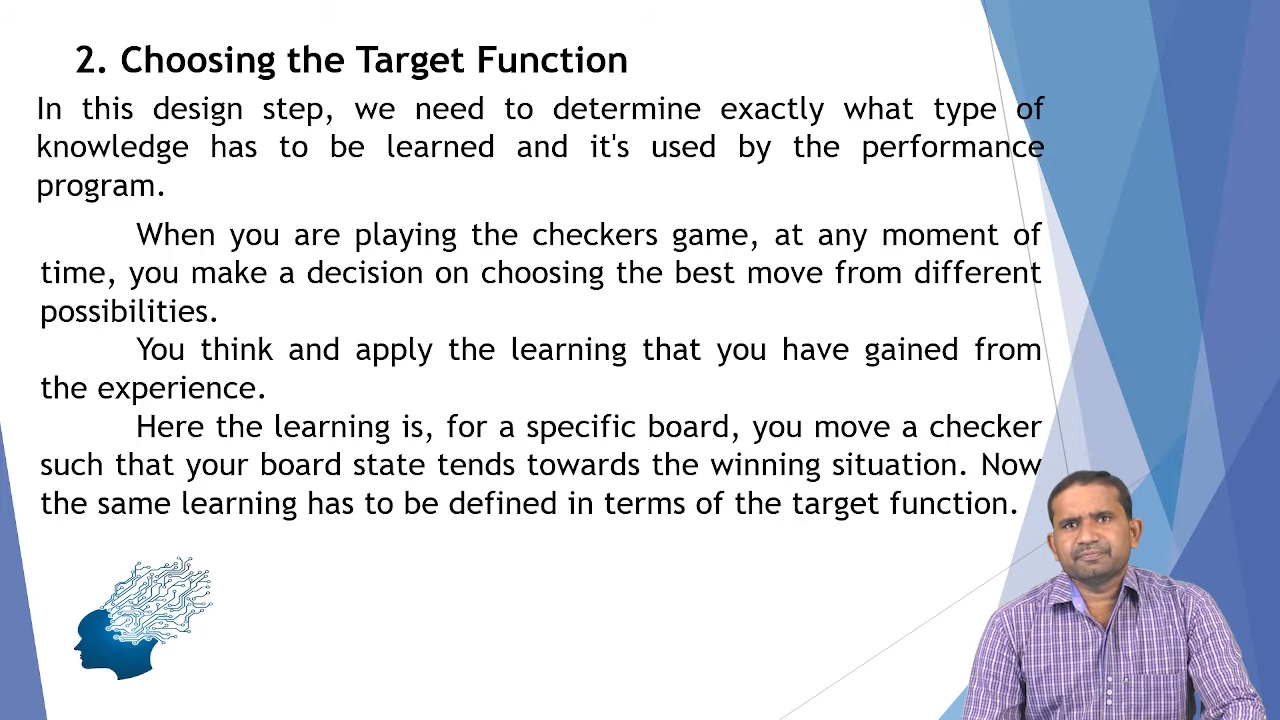 2. Choosing the Target Function
In this design step, we need to determine exactly what type of
knowledge has to be learned and it's used by the performance
program.
When you are playing the checkers game, at any moment of
time, you make a decision on choosing the best move from different
possibilities.
You think and apply the learning that you have gained from
the experience.
Here the learning is, for a specific board, you move a checker
such that your board state tends towards the winning situation. Now
the same learning has to be defined in terms of the target function.